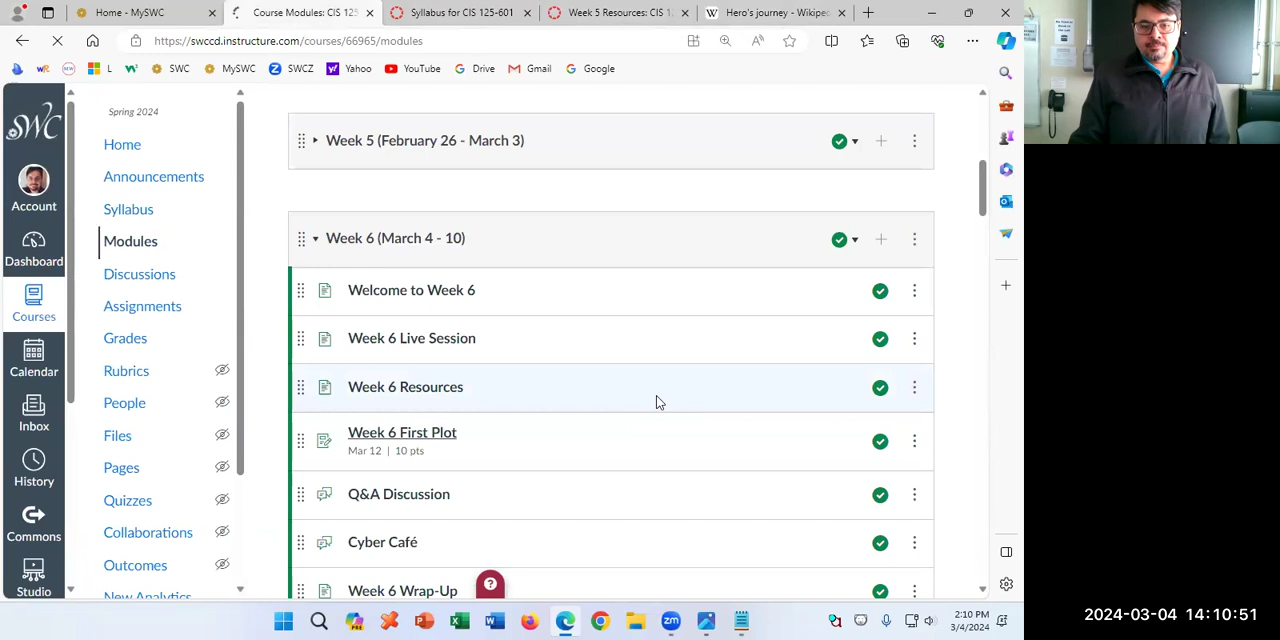 Home - MySWC
Course Modules: CIS 125
Syllabus for CIS 125-601
Week 5 Resources: CIS 1
Hero's journey - Wikiped
https://swccd.instructure.com/courses/66965/modules
L
SWC
MySWC
SWCZ
Yahoo
YouTube
Drive
Gmail
Google
SWC
Account
Dashboard
Courses
Calendar
Inbox
History
Commons
Studio
Spring 2024
Home
Announcements
Syllabus
Modules
Discussions
Assignments
Grades
Rubrics
People
Files
Pages
Quizzes
Collaborations
Outcomes
New Analytics
Week 5 (February 26 - March 3)
Week 6 (March 4 - 10)
Welcome to Week 6
Week 6 Live Session
Week 6 Resources
Week 6 First Plot
Mar 12 | 10 pts
Q&A Discussion
Cyber Café
Week 6 Wrap-Up
2:10 PM
3/4/2024
2024-03-04 14:10:51